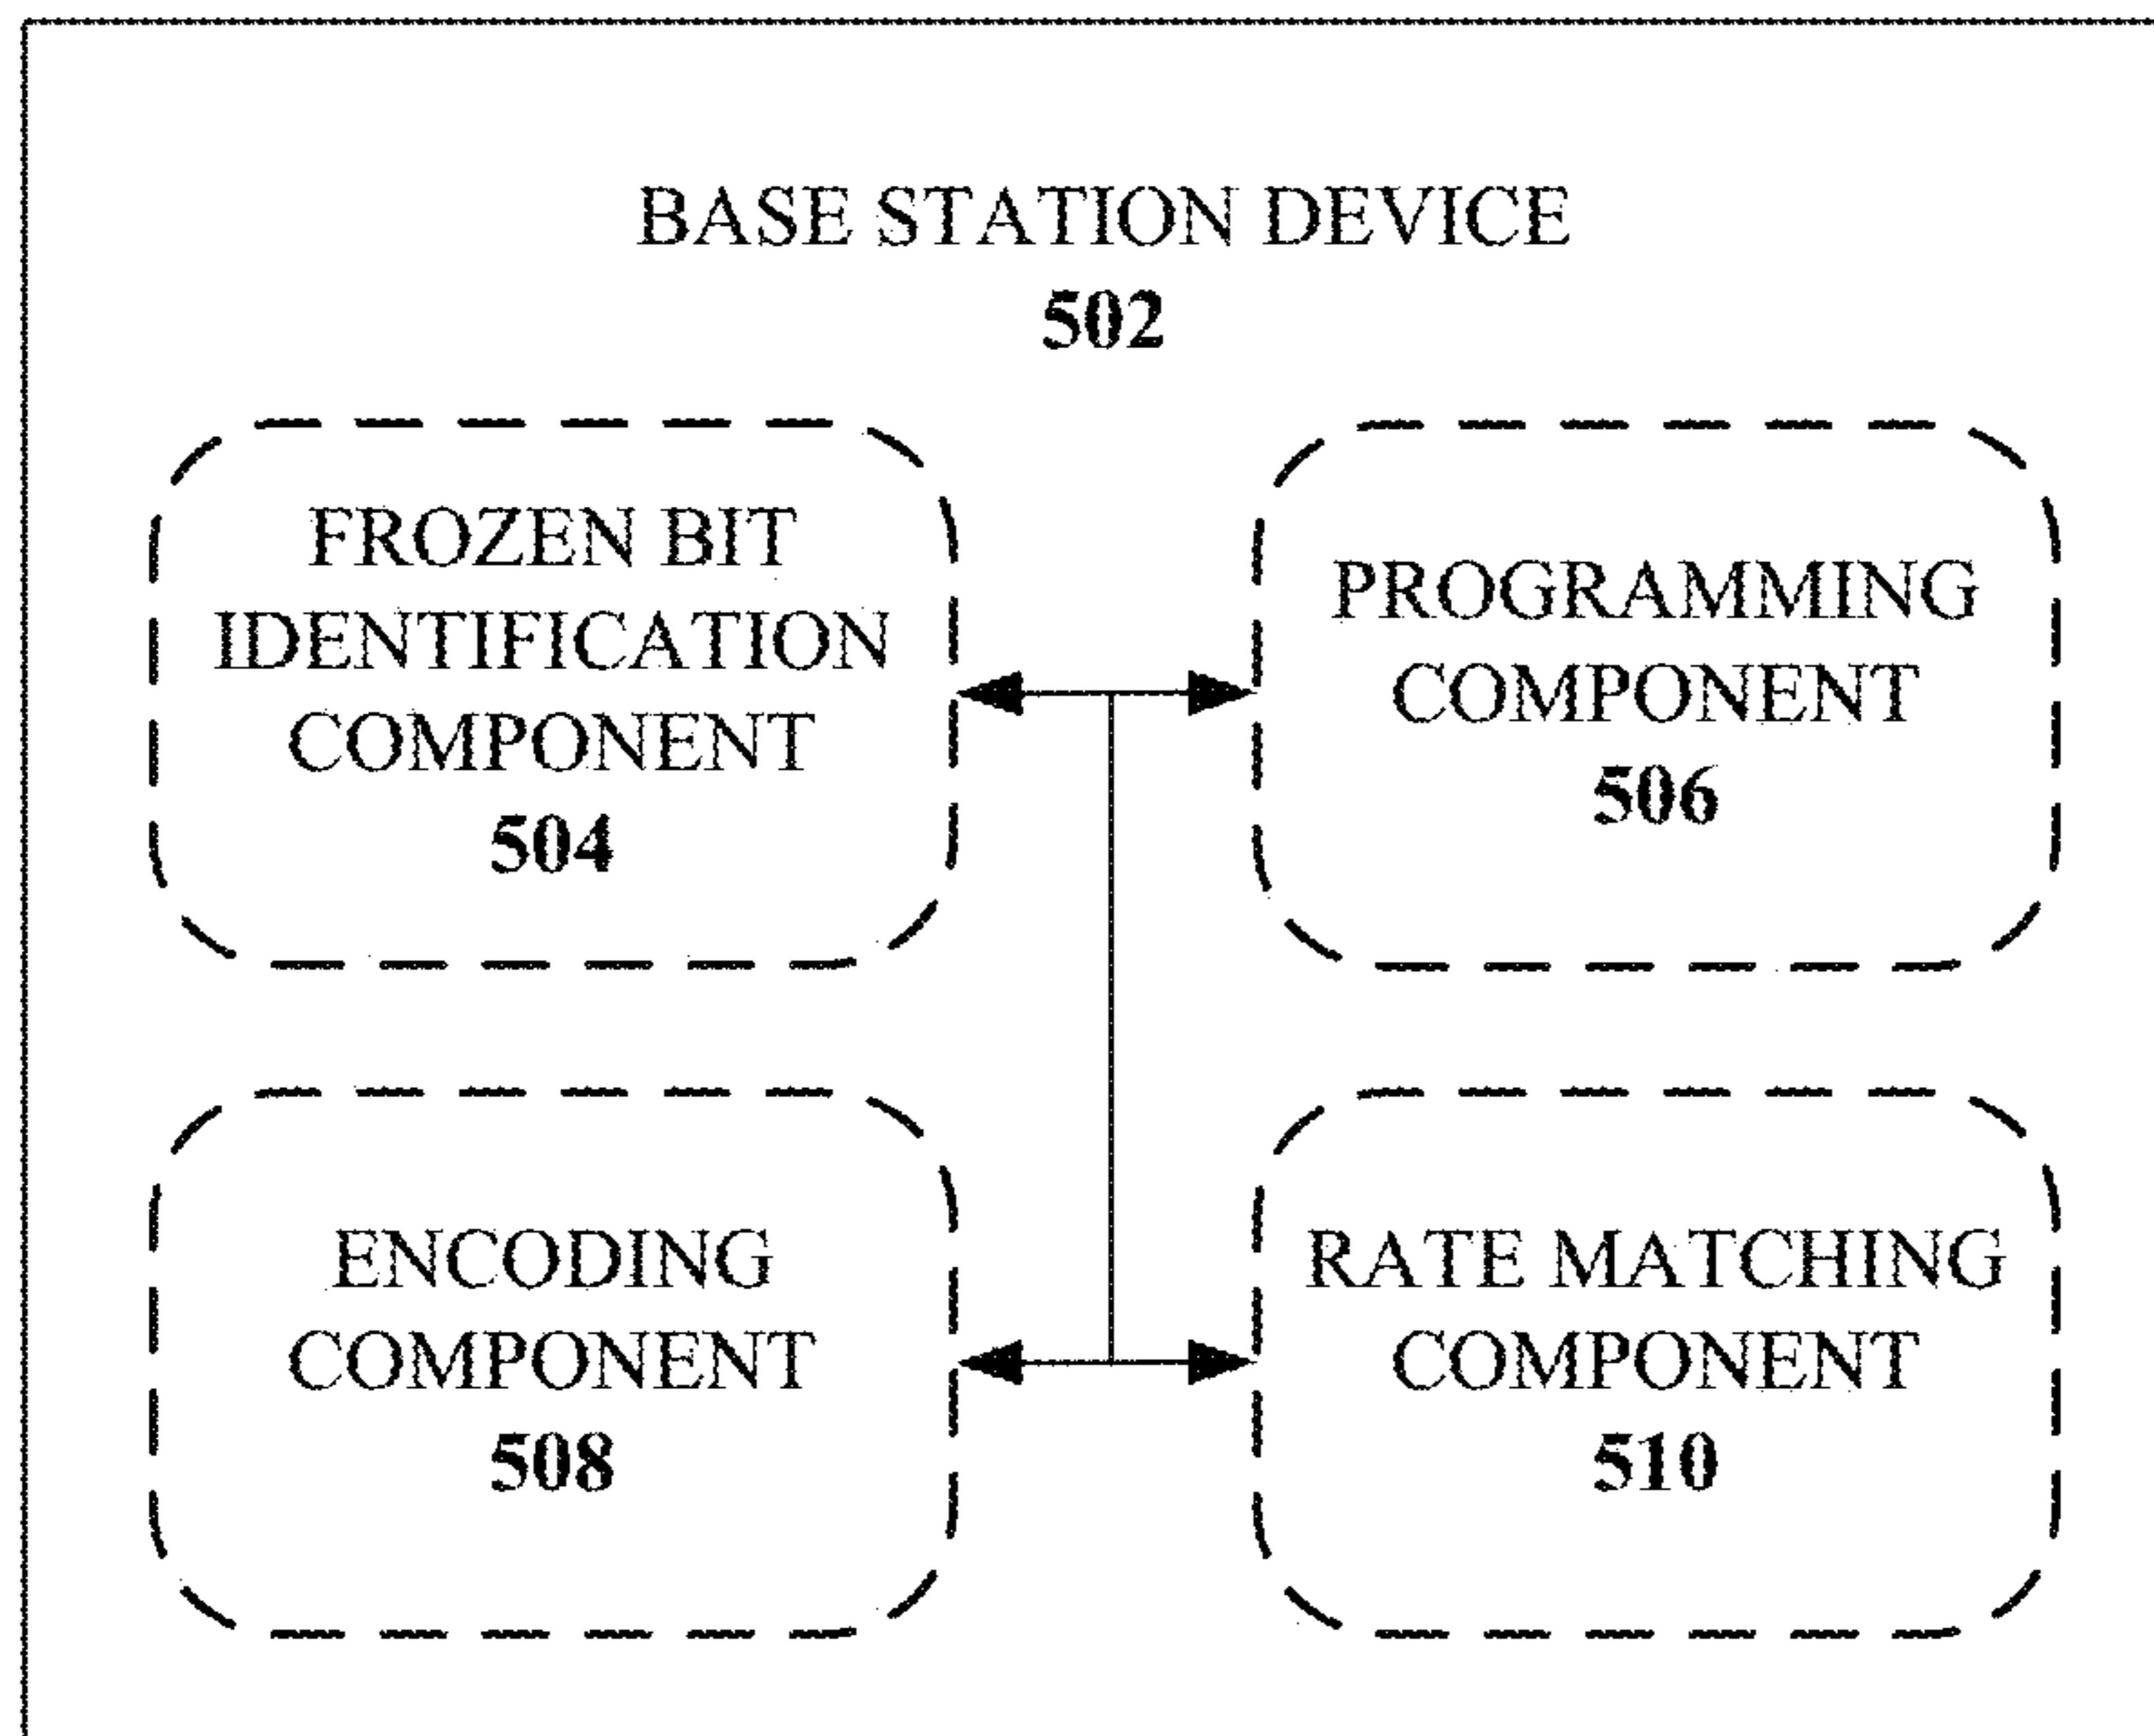 BASE STATION DEVICE
502
FROZEN BIT
IDENTIFICATION
COMPONENT
504
PROGRAMMING
COMPONENT
506
ENCODING
COMPONENT
508
RATE MATCHING
COMPONENT
510